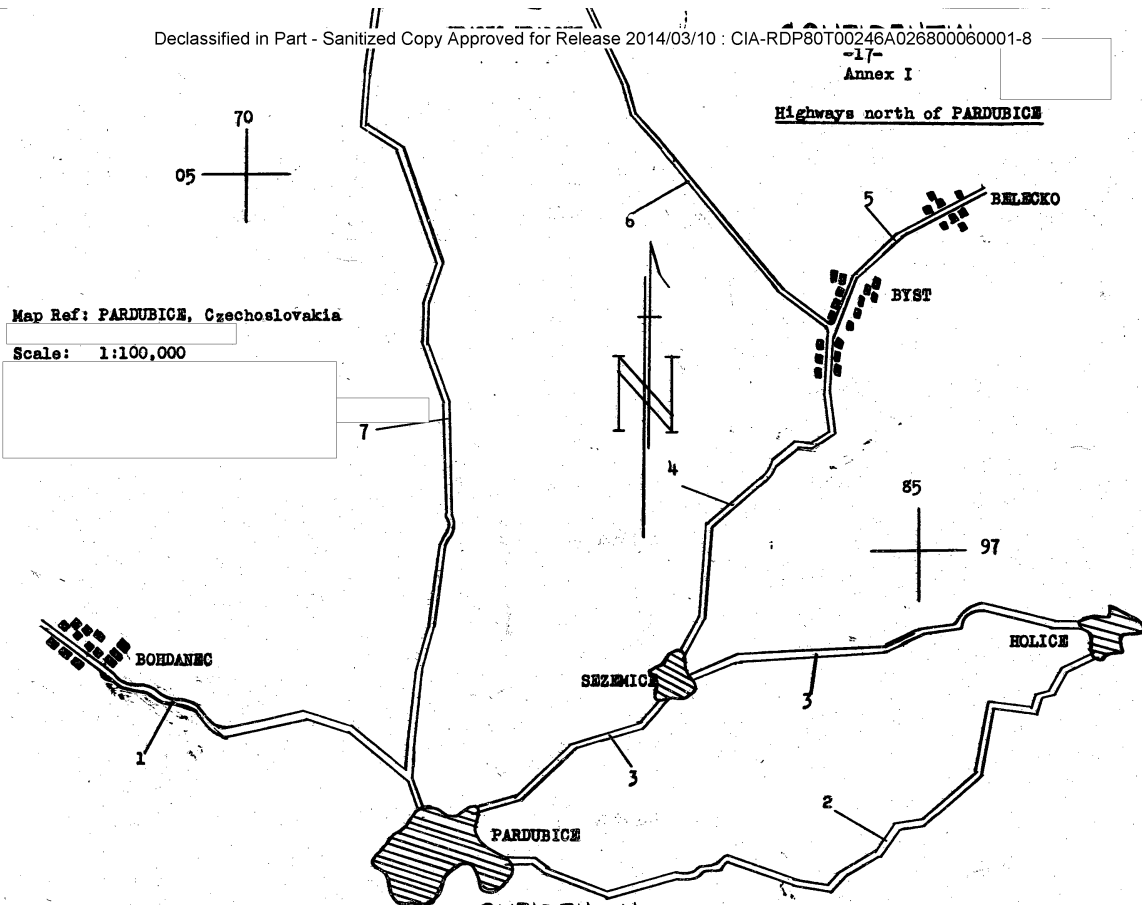 Declassified in Part - Sanitized Copy Approved for Release 2014/03/10 : CIA-RDP80T00246A026800060001-8
-17-
Annex I
Highways north of PARDUBICE
70
05
6
5
BELECKO
BYST
Map Ref: PARDUBICE, Czechoslovakia
Scale: 1:100,000
7
4
85
97
BOHDANEC
HOLICE
SEZEMICE
3
1
3
2
PARDUBICE
N